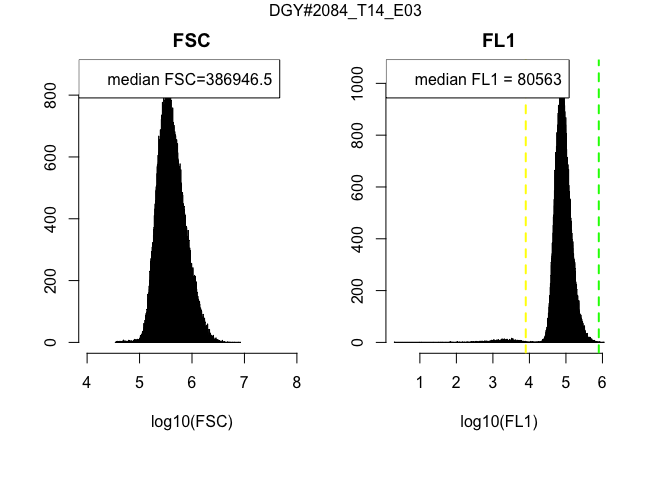 DGY#2084_T14_E03
FSC
median FSC=386946.5
800
600
400
200
0
4 5 6 7 8
log10(FSC)
FL1
median FL1 = 80563
1000
800
600
400
200
0
1 2 3 4 5 6
log10(FL1)